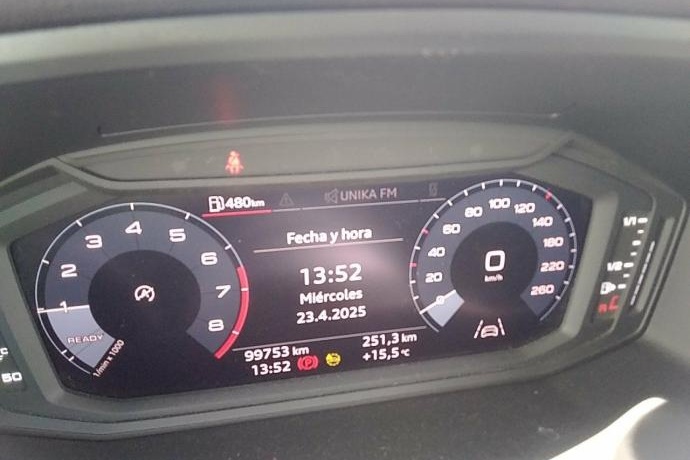 480km
UNIKA FM
Fecha y hora
13:52
Miércoles
23.4.2025
1 2 3 4 5 6 7 8
READY
1/min x 1000
0 20 40 60 80 100 120 140 180 220 260
0
km/h
99753 km
251,3 km
13:52
+15,5 °C
1/1
1/2
R
°C
50